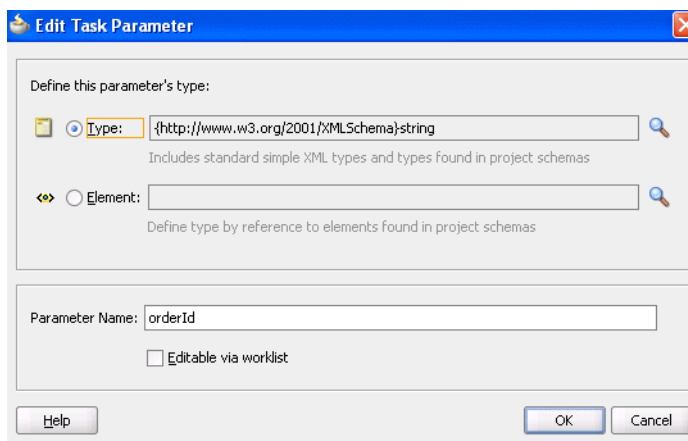 Edit Task Parameter
Define this parameter's type:
Type: {http://www.w3.org/2001/XMLSchema}string
Includes standard simple XML types and types found in project schemas
Element:
Define type by reference to elements found in project schemas
Parameter Name: orderId
Editable via worklist
Help OK Cancel